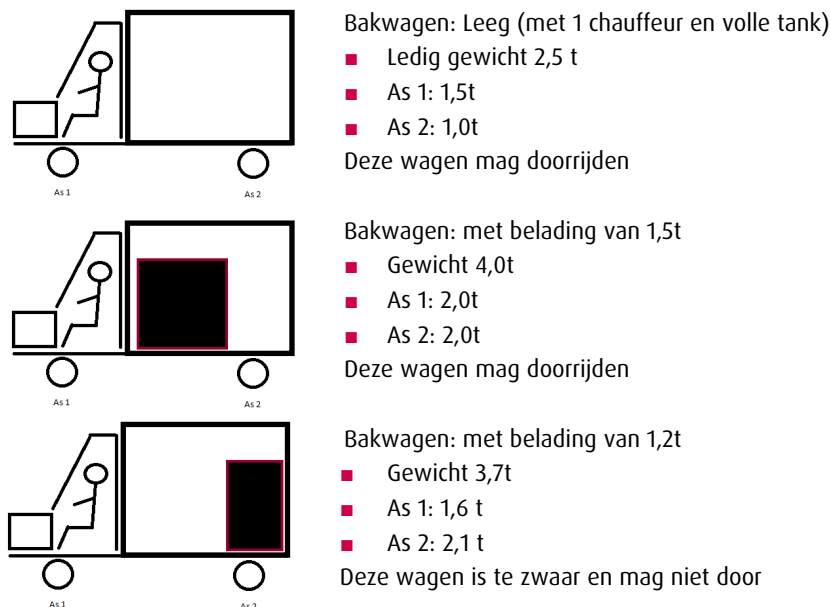 Bakwagen: Leeg (met 1 chauffeur en volle tank)
■ Ledig gewicht 2,5 t
■ As 1: 1,5t
■ As 2: 1,0t
Deze wagen mag doorrijden
As 1
As 2
Bakwagen: met belading van 1,5t
■ Gewicht 4,0t
■ As 1: 2,0t
■ As 2: 2,0t
Deze wagen mag doorrijden
As 1
As 2
Bakwagen: met belading van 1,2t
■ Gewicht 3,7t
■ As 1: 1,6 t
■ As 2: 2,1 t
Deze wagen is te zwaar en mag niet door
As 1
As 2